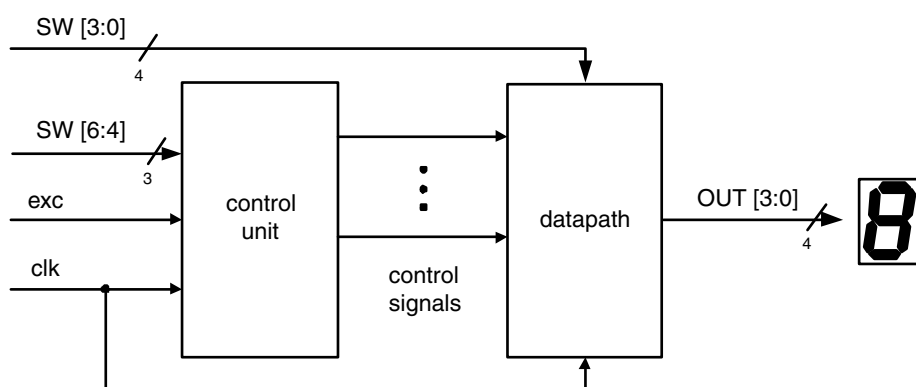 SW [3:0]
4
SW [6:4]
3
exc
clk
control
unit
control
signals
datapath
OUT [3:0]
4
8